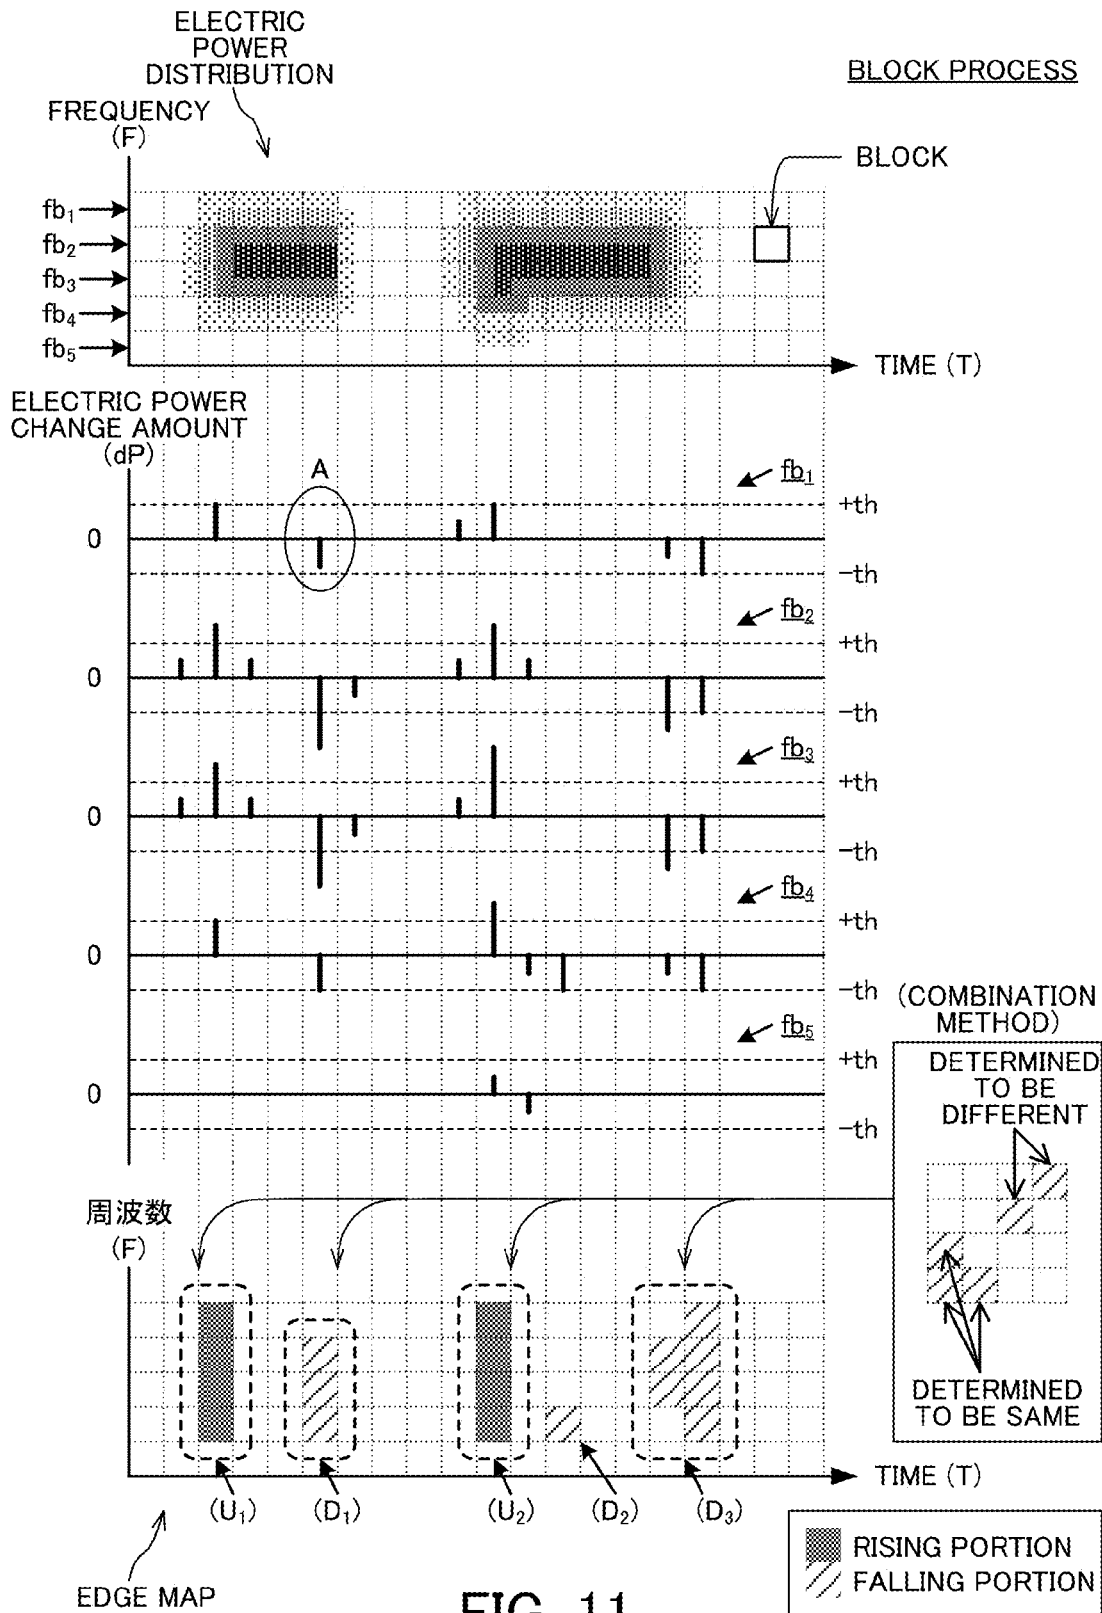 ELECTRIC
POWER
DISTRIBUTION
BLOCK PROCESS
FREQUENCY
(F)
BLOCK
fb1
fb2
fb3
fb4
fb5
TIME (T)
ELECTRIC POWER
CHANGE AMOUNT
(dP)
A
fb1
+th
0
-th
fb2
+th
0
-th
fb3
+th
0
-th
fb4
+th
0
-th
fb5
+th
0
-th
(COMBINATION
METHOD)
DETERMINED
TO BE
DIFFERENT
DETERMINED
TO BE SAME
周波数
(F)
TIME (T)
(U1)
(D1)
(U2)
(D2)
(D3)
EDGE MAP
RISING PORTION
FALLING PORTION
FIG. 11